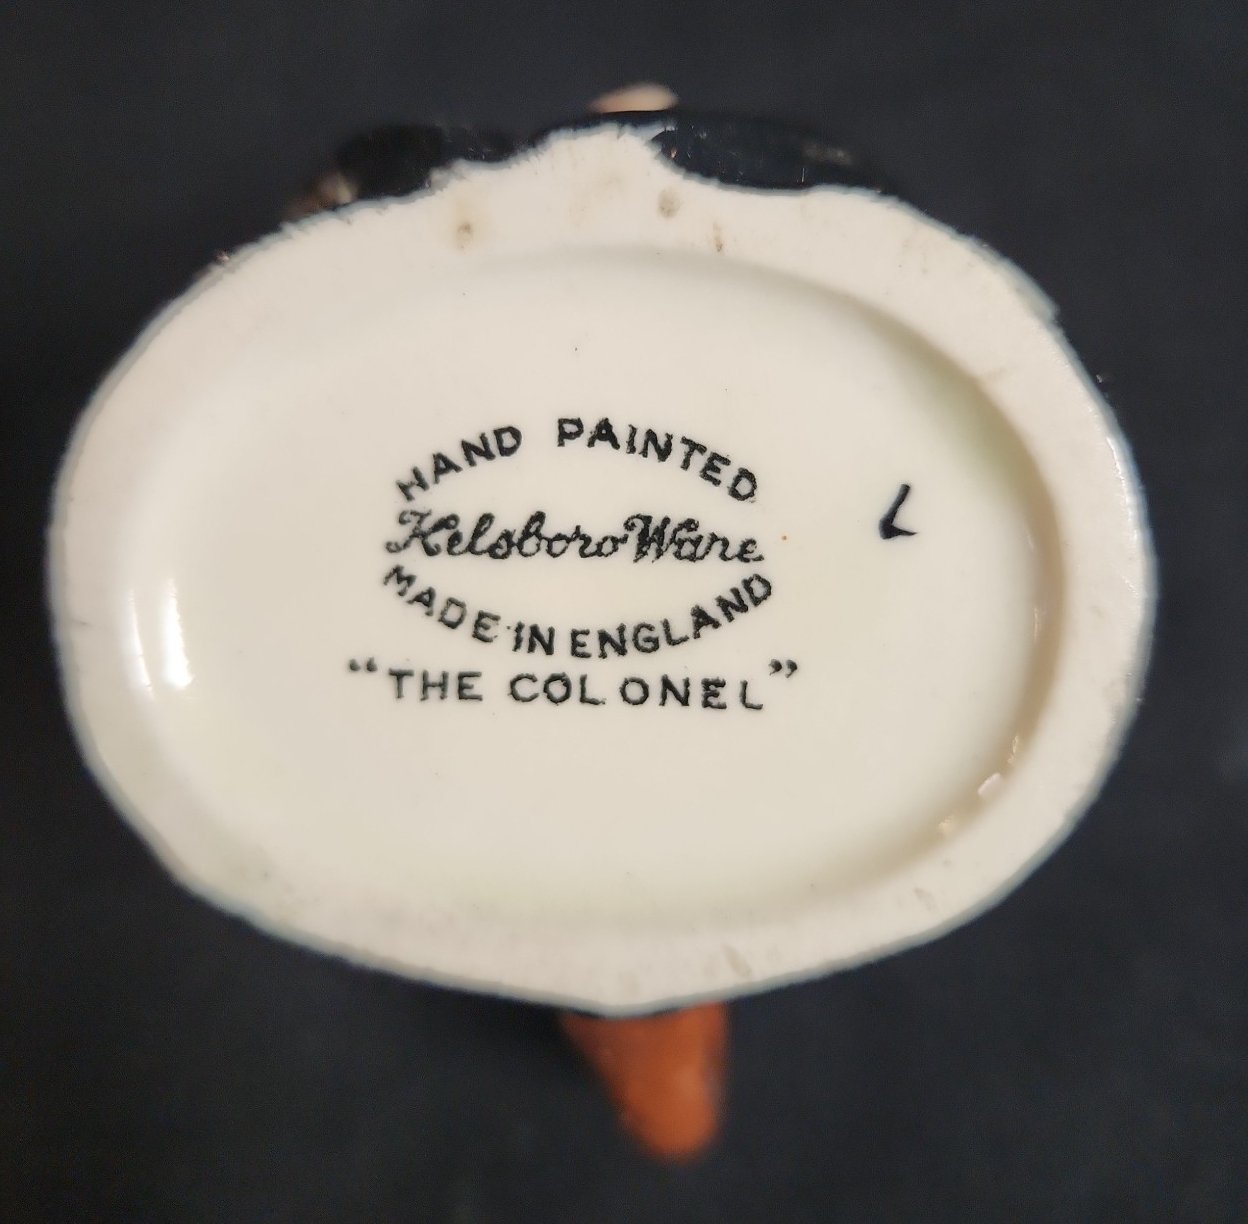 HAND PAINTED
Kelsboro Ware
MADE IN ENGLAND
“THE COLONEL”
L